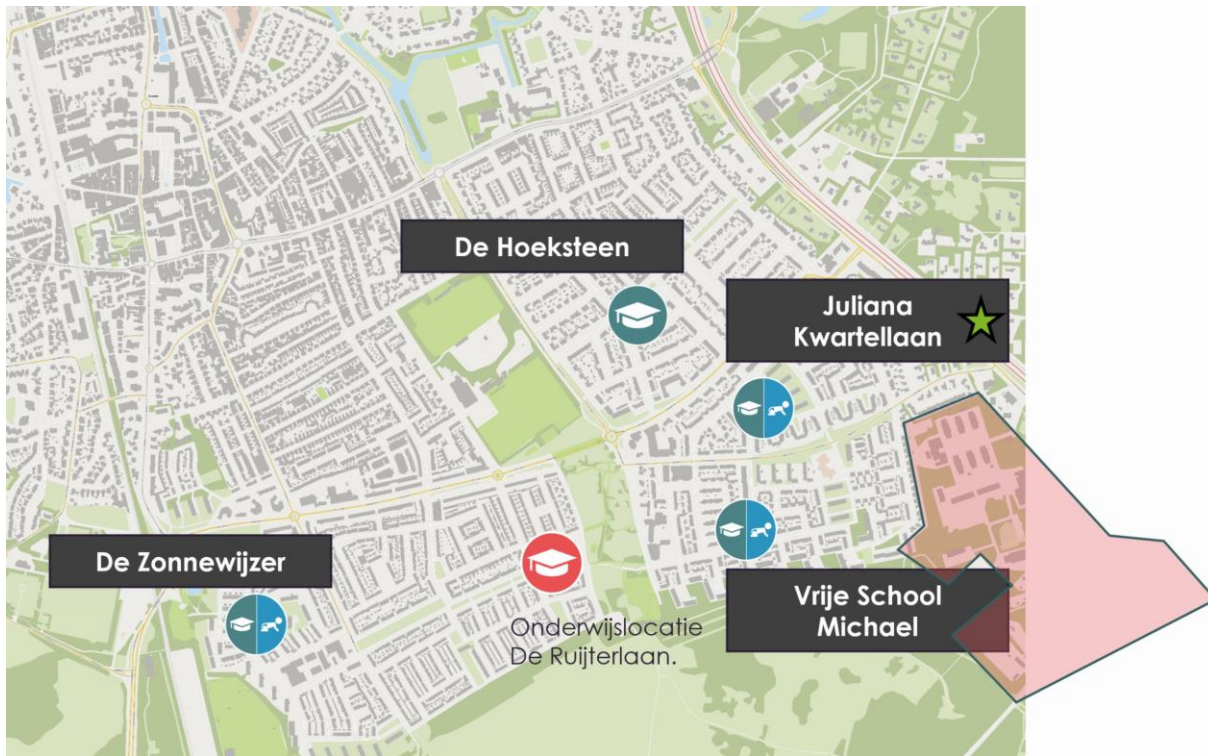 De Hoeksteen
Juliana
Kwartellaan
De Zonnewijzer
Onderwijslocatie
De Ruijterlaan.
Vrije School
Michael